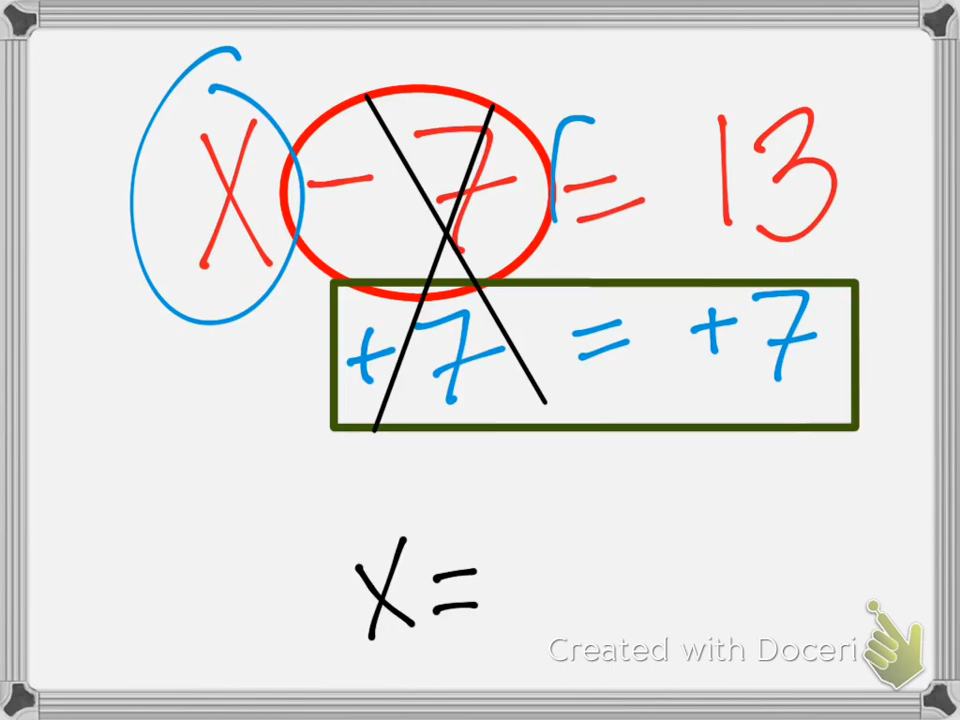 x - 7 = 13
+ 7 = + 7
x =
Created with Doceri